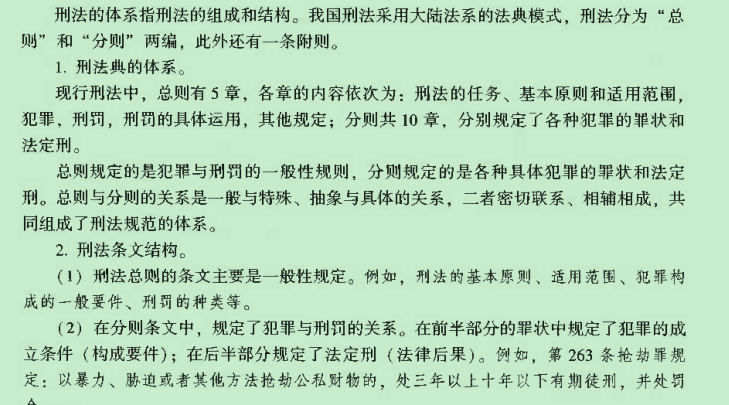 刑法的体系指刑法的组成和结构。我国刑法采用大陆法系的法典模式，刑法分为“总
则”和“分则”两编，此外还有一条附则。
1. 刑法典的体系。
现行刑法中，总则有 5 章，各章的内容依次为：刑法的任务、基本原则和适用范围，
犯罪，刑罚，刑罚的具体运用，其他规定；分则共 10 章，分别规定了各种犯罪的罪状和
法定刑。
总则规定的是犯罪与刑罚的一般性规则，分则规定的是各种具体犯罪的罪状和法定
刑。总则与分则的关系是一般与特殊、抽象与具体的关系，二者密切联系、相辅相成，共
同组成了刑法规范的体系。
2. 刑法条文结构。
（1）刑法总则的条文主要是一般性规定。例如，刑法的基本原则、适用范围、犯罪构
成的一般要件、刑罚的种类等。
（2）在分则条文中，规定了犯罪与刑罚的关系。在前半部分的罪状中规定了犯罪的成
立条件（构成要件）；在后半部分规定了法定刑（法律后果）。例如，第 263 条抢劫罪规
定：以暴力、胁迫或者其他方法抢劫公私财物的，处三年以上十年以下有期徒刑，并处罚